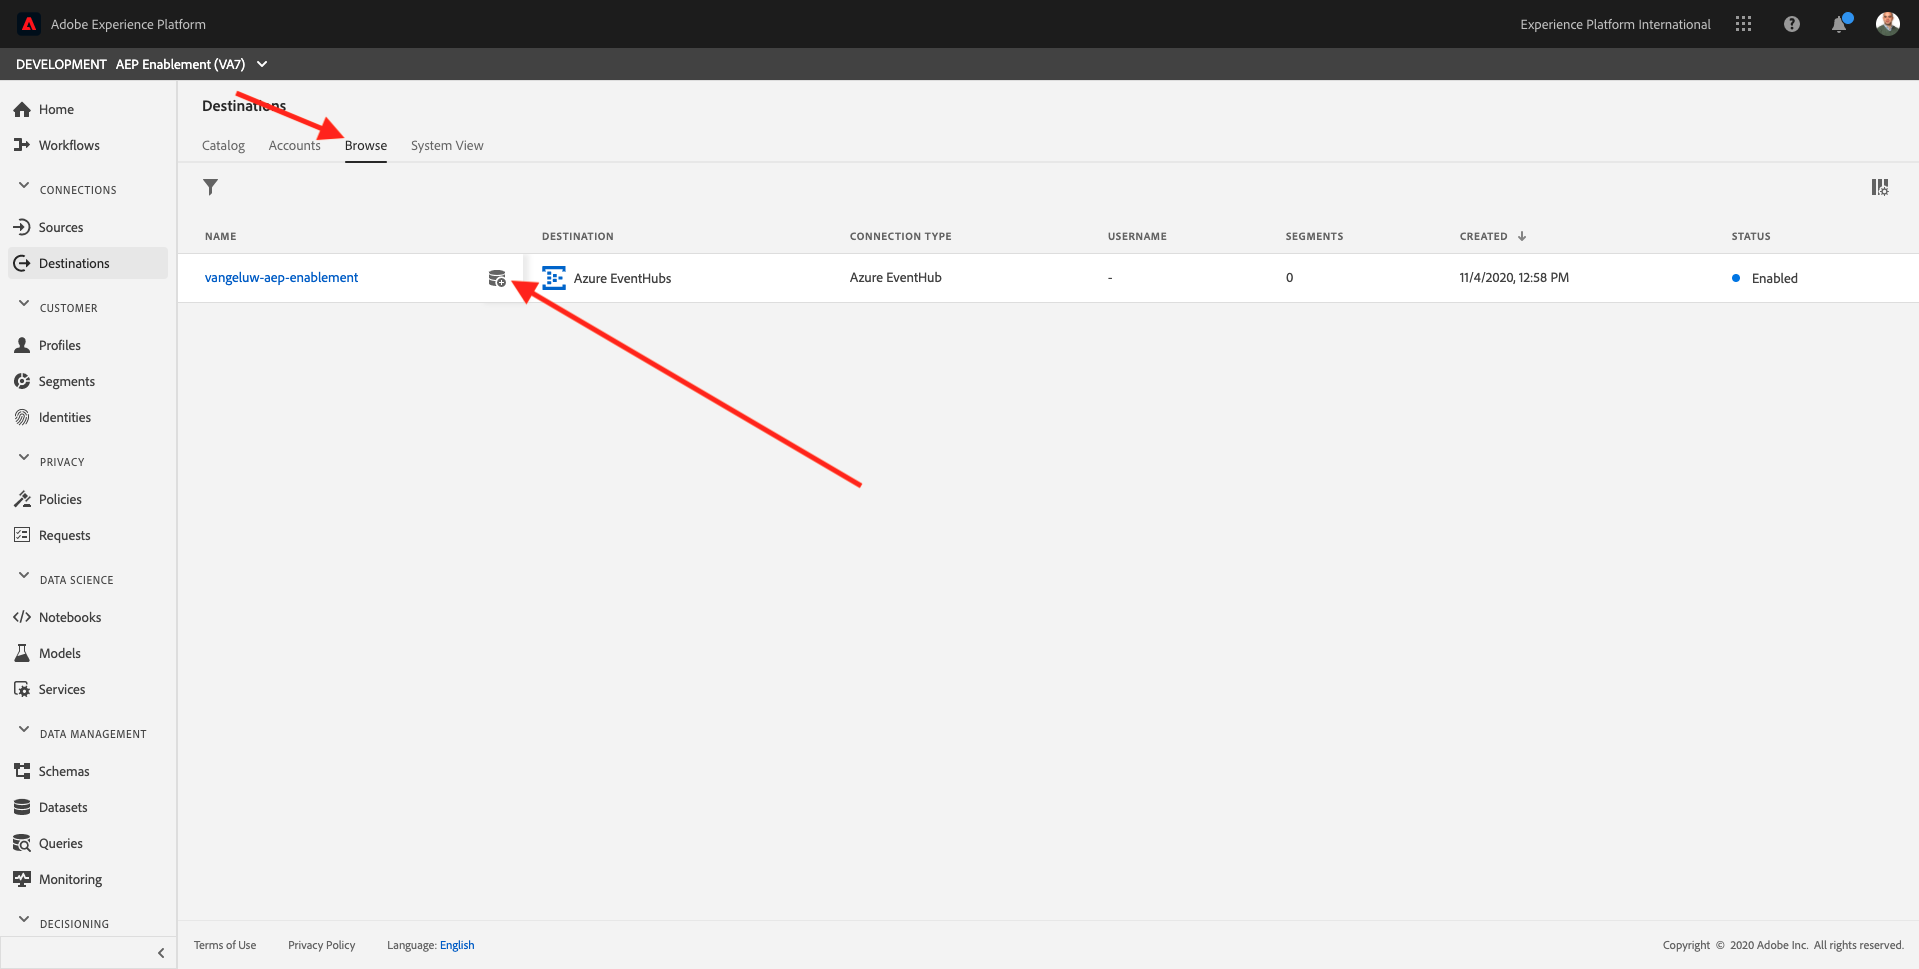 Adobe Experience Platform
Experience Platform International
DEVELOPMENT AEP Enablement (VA7)
Home
Workflows
CONNECTIONS
Sources
Destinations
CUSTOMER
Profiles
Segments
Identities
PRIVACY
Policies
Requests
DATA SCIENCE
Notebooks
Models
Services
DATA MANAGEMENT
Schemas
Datasets
Queries
Monitoring
DECISIONING
Destinations
Catalog Accounts Browse System View
NAME DESTINATION CONNECTION TYPE USERNAME SEGMENTS CREATED STATUS
vangeluw-aep-enablement Azure EventHubs Azure EventHub - 0 11/4/2020, 12:58 PM Enabled
Terms of Use Privacy Policy Language: English Copyright © 2020 Adobe Inc. All rights reserved.